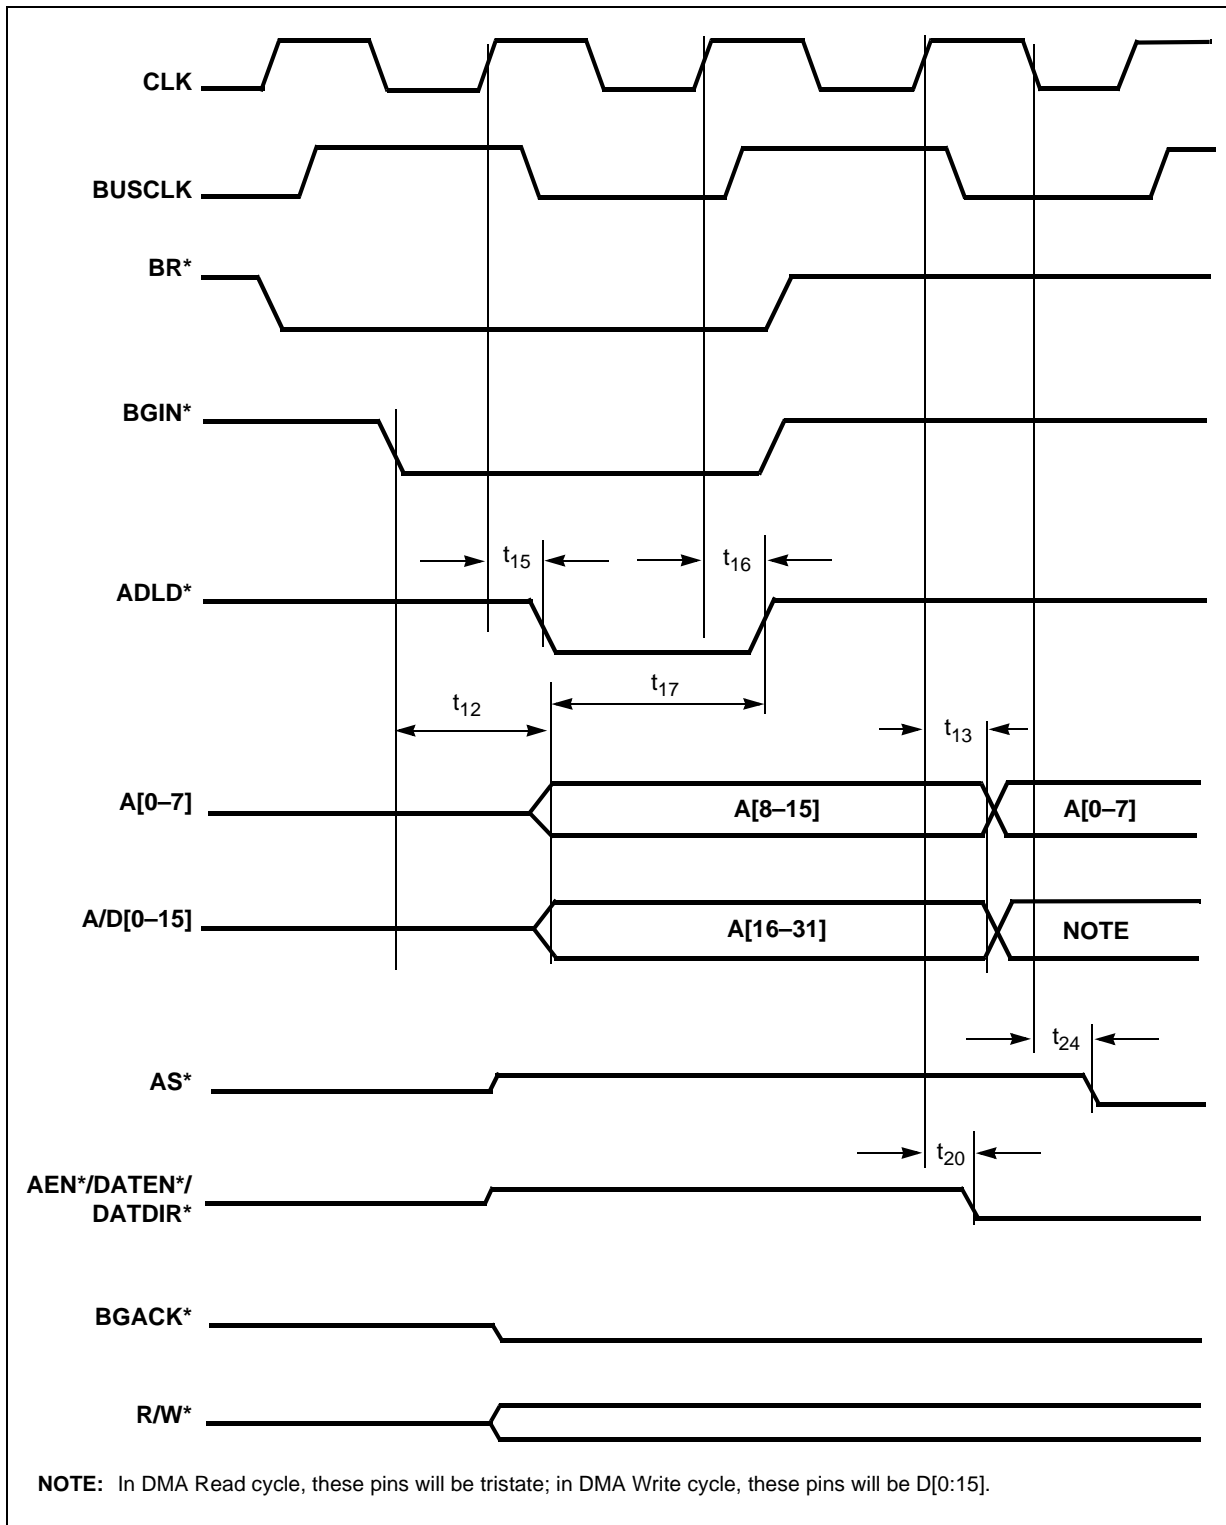 CLK
BUSCLK
BR*
BGIN*
t15
t16
ADLD*
t17
t12
t13
A[0–7]
A[8–15]
A[0–7]
A/D[0–15]
A[16–31]
NOTE
t24
AS*
t20
AEN*/DATEN*/
DATDIR*
BGACK*
R/W*
NOTE: In DMA Read cycle, these pins will be tristate; in DMA Write cycle, these pins will be D[0:15].